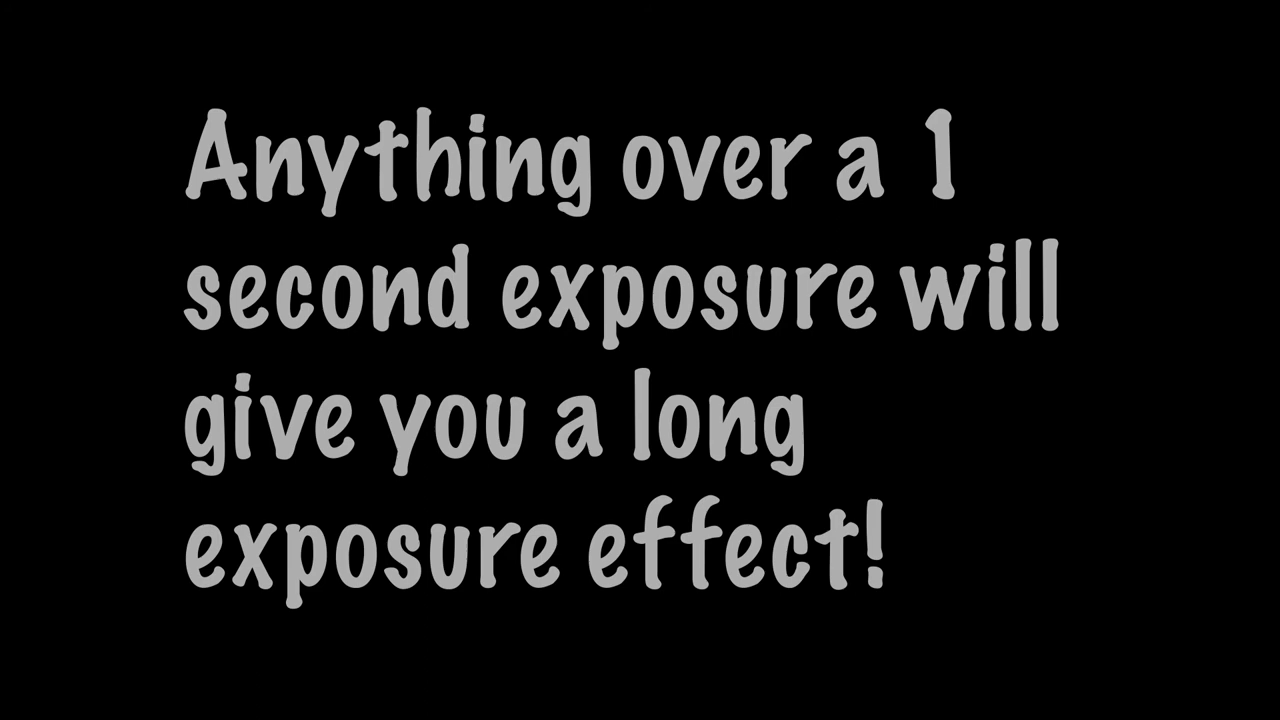 Anything over a 1
second exposure will
give you a long
exposure effect!